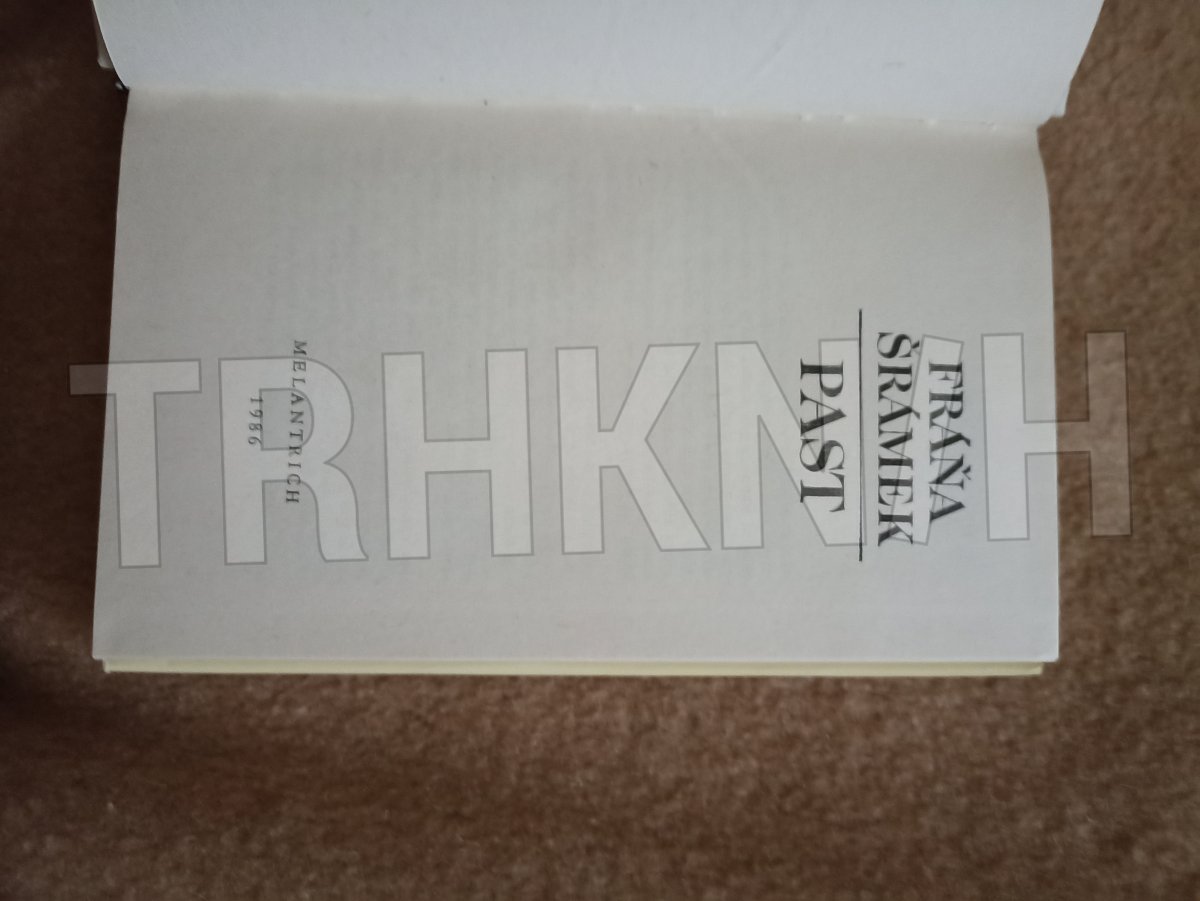 FRÁŇA
ŠRÁMEK
PAST
MELANTRICH
1986
TRHKNIH